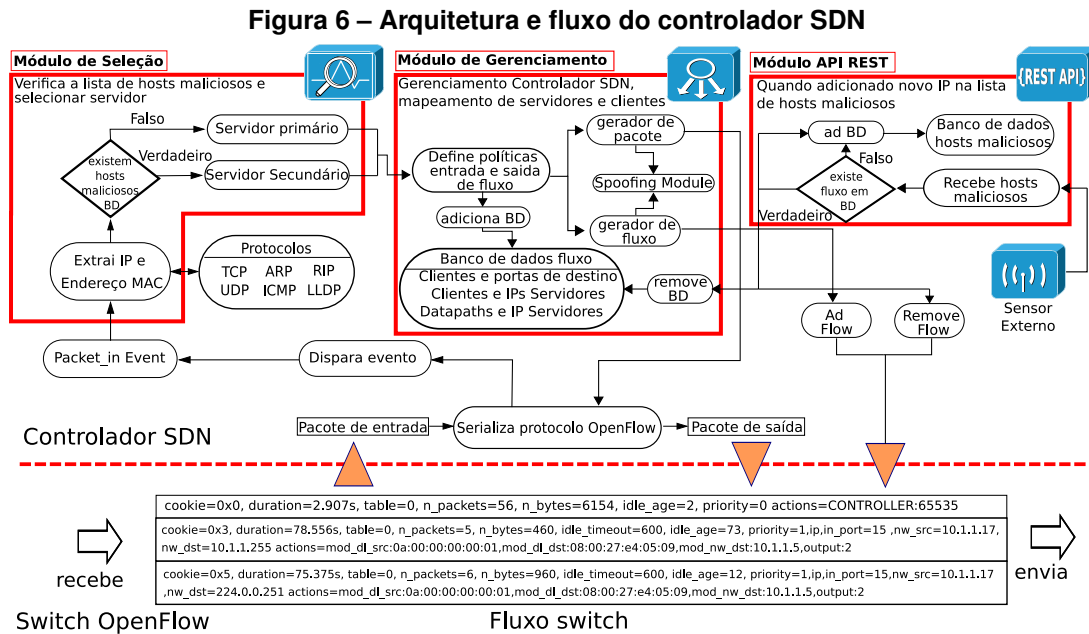 Figura 6 – Arquitetura e fluxo do controlador SDN
Módulo de Seleção
Verifica a lista de hosts maliciosos e
selecionar servidor
Falso
Servidor primário
existem
hosts
maliciosos
BD
Verdadeiro
Servidor Secundário
Extrai IP e
Endereço MAC
Protocolos
TCP ARP RIP
UDP ICMP LLDP
Módulo de Gerenciamento
Gerenciamento Controlador SDN,
mapeamento de servidores e clientes
gerador de
pacote
Define políticas
entrada e saida
de fluxo
Spoofing Module
adiciona BD
gerador de
fluxo
Banco de dados fluxo
Clientes e portas de destino
Clientes e IPs Servidores
Datapaths e IP Servidores
remove
BD
Módulo API REST
{REST API}
Quando adicionado novo IP na lista
de hosts maliciosos
ad BD
Banco de dados
hosts maliciosos
Falso
existe
fluxo em
BD
Recebe hosts
maliciosos
Verdadeiro
Ad
Flow
Remove
Flow
Sensor
Externo
Packet_in Event
Dispara evento
Pacote de entrada
Serializa protocolo OpenFlow
Pacote de saída
Controlador SDN
cookie=0x0, duration=2.907s, table=0, n_packets=56, n_bytes=6154, idle_age=2, priority=0 actions=CONTROLLER:65535
cookie=0x3, duration=78.556s, table=0, n_packets=5, n_bytes=460, idle_timeout=600, idle_age=73, priority=1,ip,in_port=15 ,nw_src=10.1.1.17,
nw_dst=10.1.1.255 actions=mod_dl_src:0a:00:00:00:00:01,mod_dl_dst:08:00:27:e4:05:09,mod_nw_dst:10.1.1.5,output:2
cookie=0x5, duration=75.375s, table=0, n_packets=6, n_bytes=960, idle_timeout=600, idle_age=12, priority=1,ip,in_port=15,nw_src=10.1.1.17
,nw_dst=224.0.0.251 actions=mod_dl_src:0a:00:00:00:00:01,mod_dl_dst:08:00:27:e4:05:09,mod_nw_dst:10.1.1.5,output:2
recebe
envia
Switch OpenFlow
Fluxo switch